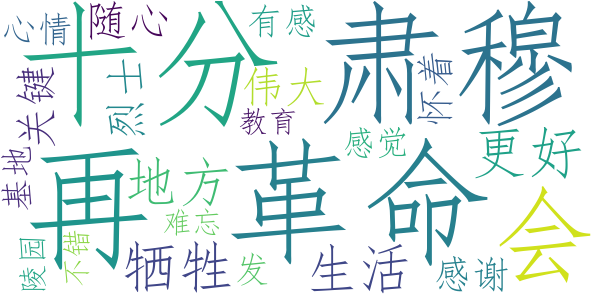 心情
随心
十分
有感
肃穆
关键
烈士
伟大
怀着
教育
基地
再
地方
革命
感觉
更好
难忘
会
陵园
不错
牺牲
发
生活
感谢